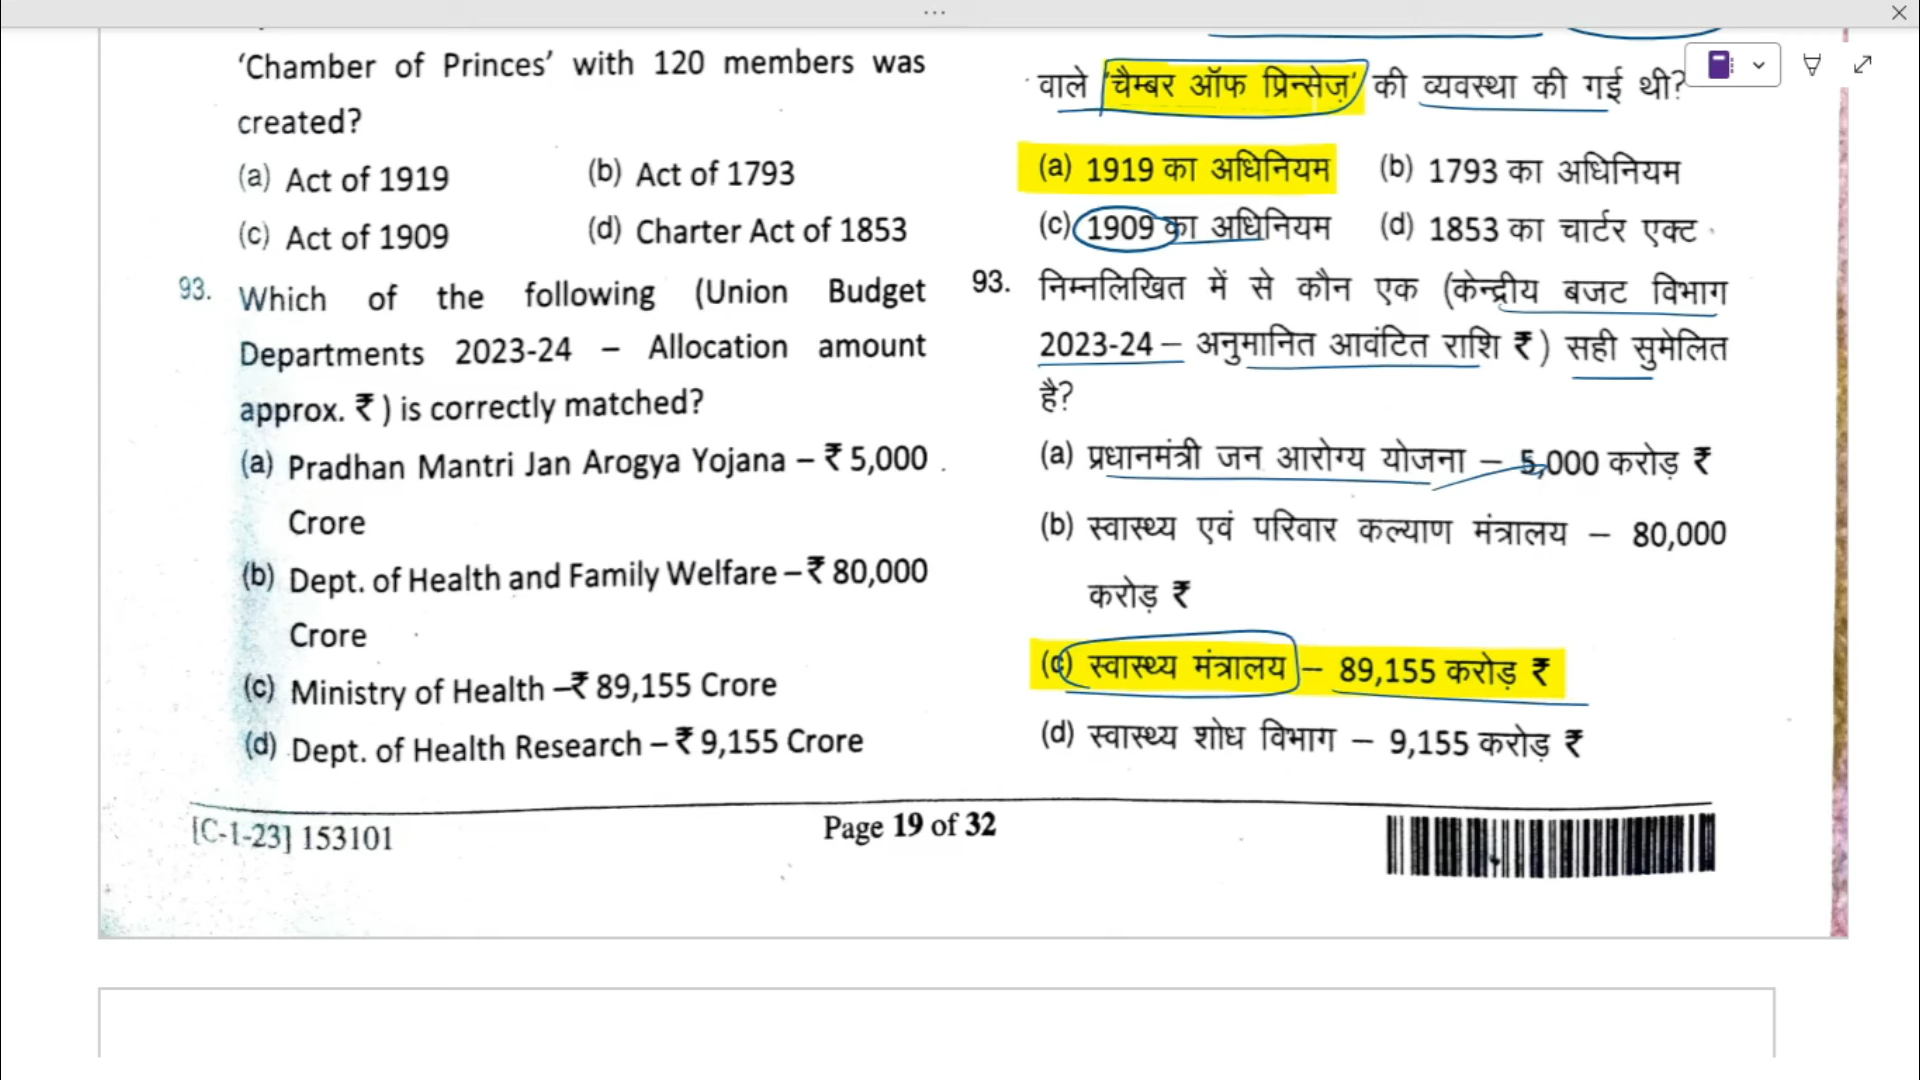 ‘Chamber of Princes’ with 120 members was
created?
(a) Act of 1919 (b) Act of 1793
(c) Act of 1909 (d) Charter Act of 1853
93. Which of the following (Union Budget
Departments 2023-24 – Allocation amount
approx. ₹ ) is correctly matched?
(a) Pradhan Mantri Jan Arogya Yojana – ₹ 5,000
Crore
(b) Dept. of Health and Family Welfare – ₹ 80,000
Crore
(c) Ministry of Health –₹ 89,155 Crore
(d) Dept. of Health Research – ₹ 9,155 Crore
वाले ‘चैम्बर ऑफ प्रिन्सेज़’ की व्यवस्था की गई थी?
(a) 1919 का अधिनियम (b) 1793 का अधिनियम
(c) 1909 का अधिनियम (d) 1853 का चार्टर एक्ट
93. निम्नलिखित में से कौन एक (केन्द्रीय बजट विभाग
2023-24 – अनुमानित आवंटित राशि ₹ ) सही सुमेलित
है?
(a) प्रधानमंत्री जन आरोग्य योजना – 5,000 करोड़ ₹
(b) स्वास्थ्य एवं परिवार कल्याण मंत्रालय – 80,000
करोड़ ₹
(c) स्वास्थ्य मंत्रालय – 89,155 करोड़ ₹
(d) स्वास्थ्य शोध विभाग – 9,155 करोड़ ₹
[C-1-23] 153101
Page 19 of 32